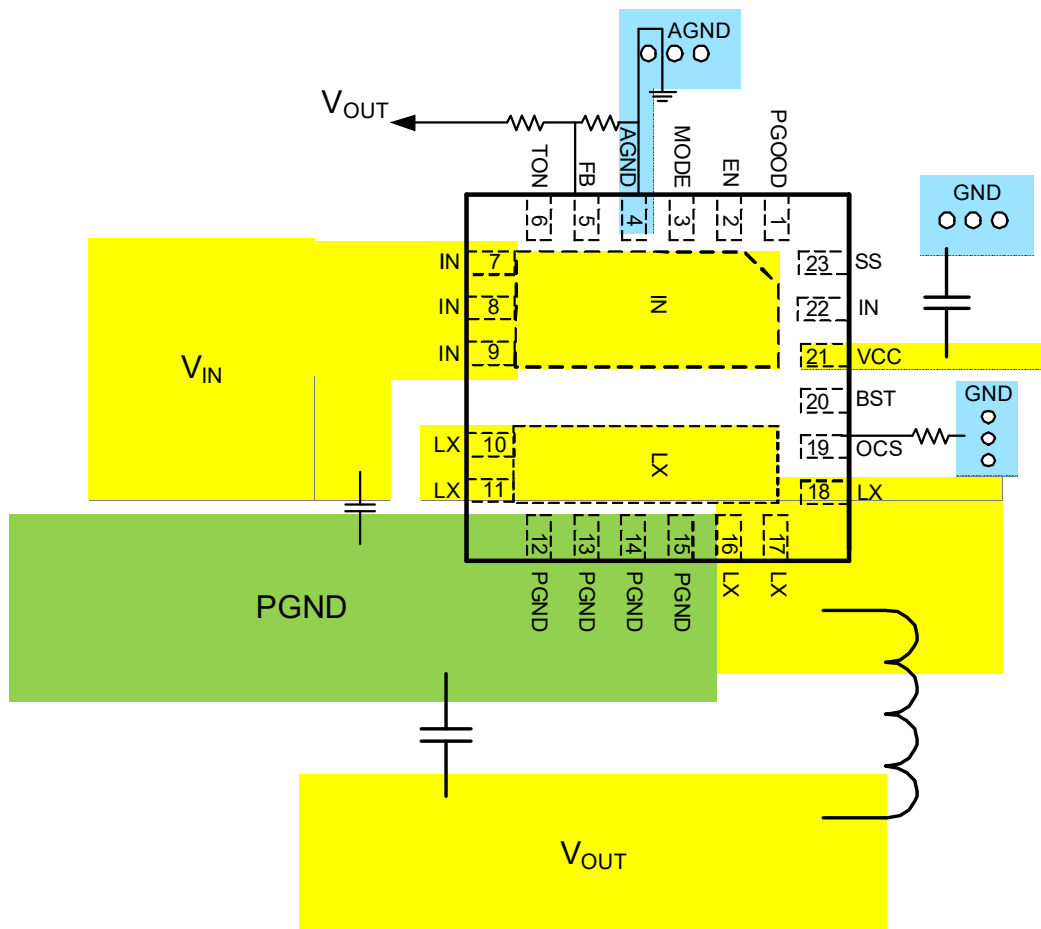 AGND
VOUT
TON
FB
AGND
MODE
EN
PGOOD
6
5
4
3
2
1
GND
IN
7
IN
8
IN
9
IN
23
SS
22
IN
21
VCC
VIN
20
BST
GND
LX
10
LX
11
LX
19
OCS
18
LX
12
13
14
15
16
17
PGND
PGND
PGND
PGND
LX
LX
PGND
VOUT